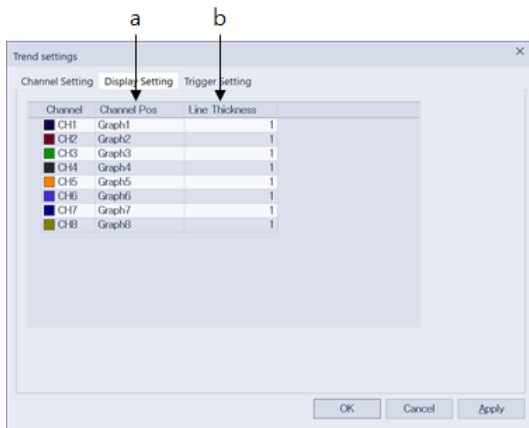 a b
Trend settings ×
Channel Setting Display Setting Trigger Setting
Channel Channel Pos Line Thickness
CH1 Graph1 1
CH2 Graph2 1
CH3 Graph3 1
CH4 Graph4 1
CH5 Graph5 1
CH6 Graph6 1
CH7 Graph7 1
CH8 Graph8 1
OK Cancel Apply